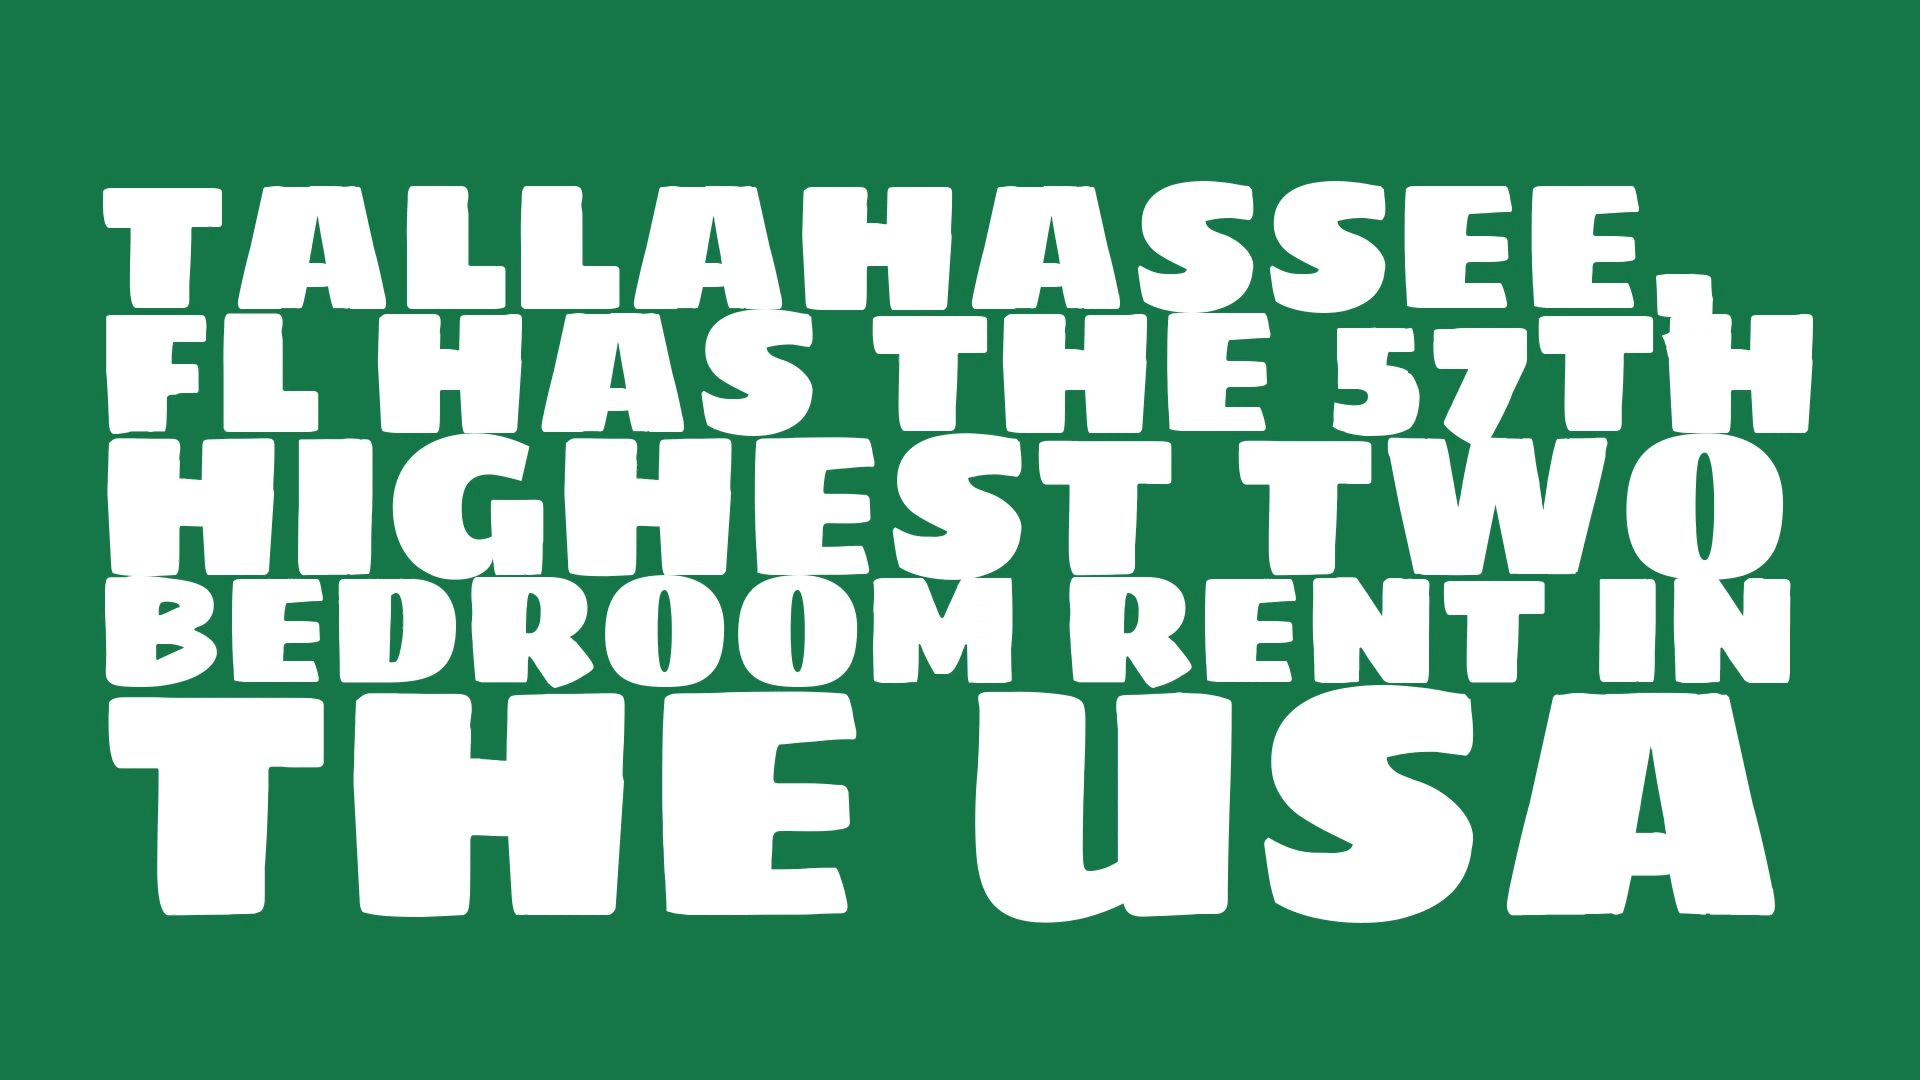 TALLAHASSEE,
FL HAS THE 57TH
HIGHEST TWO
BEDROOM RENT IN
THE USA